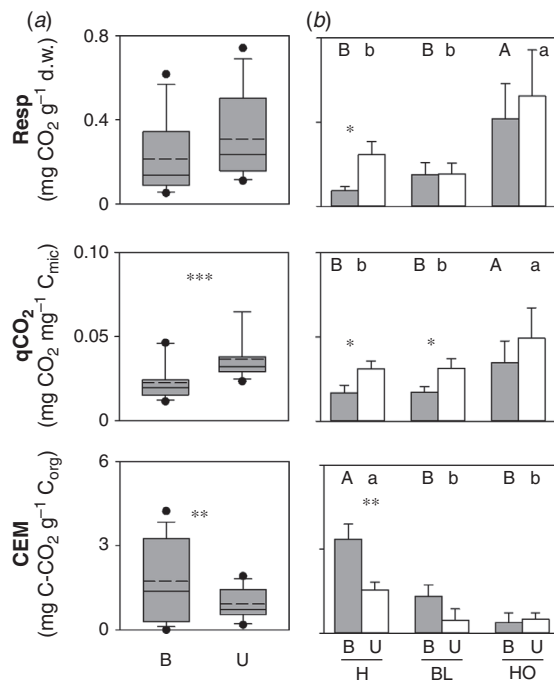 (a) (b)
Resp
(mg CO₂ g⁻¹ d.w.)
0.8
0.4
0
B b B b A a
*
qCO₂
(mg CO₂ mg⁻¹ Cmic)
0.10
0.05
0
***
B b B b A a
* *
CEM
(mg C-CO₂ g⁻¹ Corg)
6
3
0
**
A a B b B b
**
B U
B U B U B U
H BL HO